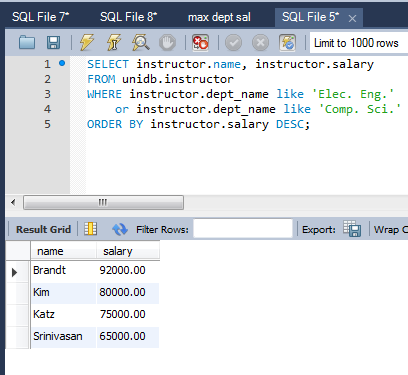 SQL File 7* SQL File 8* max dept sal SQL File 5* ×
Limit to 1000 rows
1 SELECT instructor.name, instructor.salary
2 FROM unidb.instructor
3 WHERE instructor.dept_name like 'Elec. Eng.'
4 or instructor.dept_name like 'Comp. Sci.'
5 ORDER BY instructor.salary DESC;
Result Grid Filter Rows: Export: Wrap C
name salary
Brandt 92000.00
Kim 80000.00
Katz 75000.00
Srinivasan 65000.00